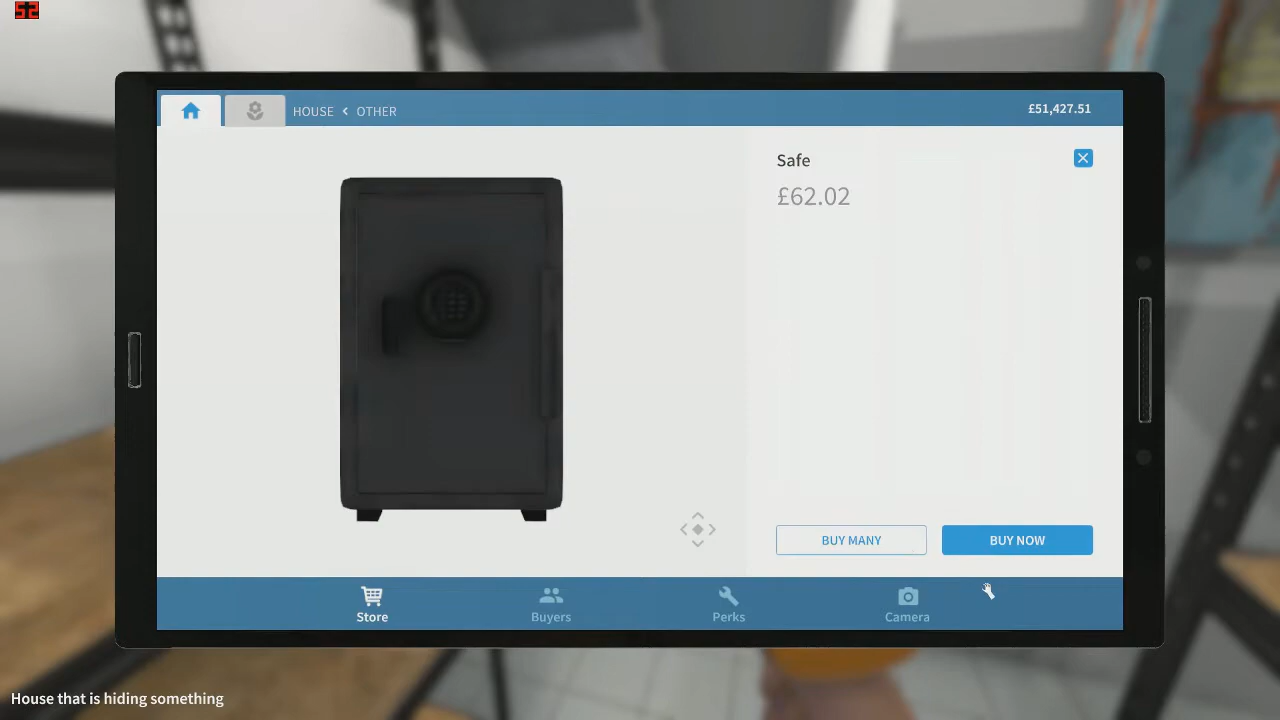 52
HOUSE < OTHER
£51,427.51
Safe
£62.02
BUY MANY
BUY NOW
Store
Buyers
Perks
Camera
House that is hiding something